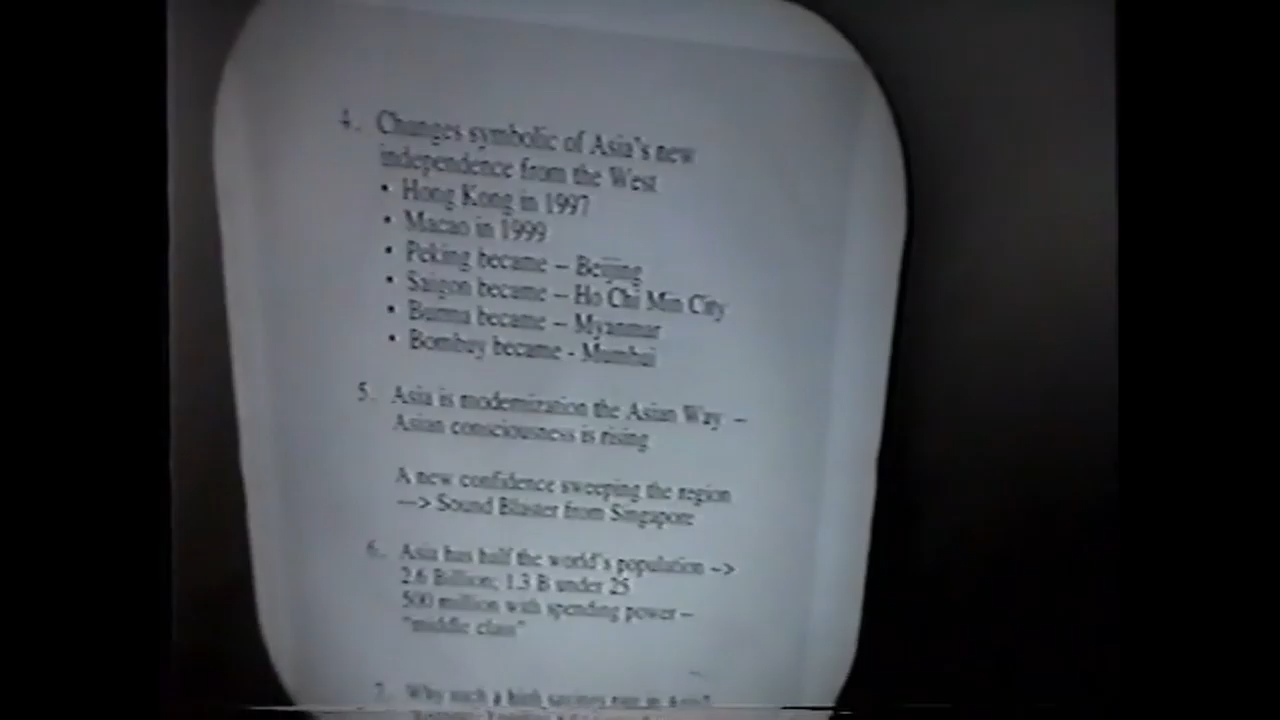 4. Changes symbolic of Asia's new
independence from the West
• Hong Kong in 1997
• Macao in 1999
• Peking became – Beijing
• Saigon became – Ho Chi Min City
• Burma became – Myanmar
• Bombay became - Mumbai
5. Asia is modernization the Asian Way –
Asian consciousness is rising
A new confidence sweeping the region
---> Sound Blaster from Singapore
6. Asia has half the world's population -->
2.6 Billion; 1.3 B under 25
500 million with spending power –
"middle class"
7. Why such a high savings rate in Asia?